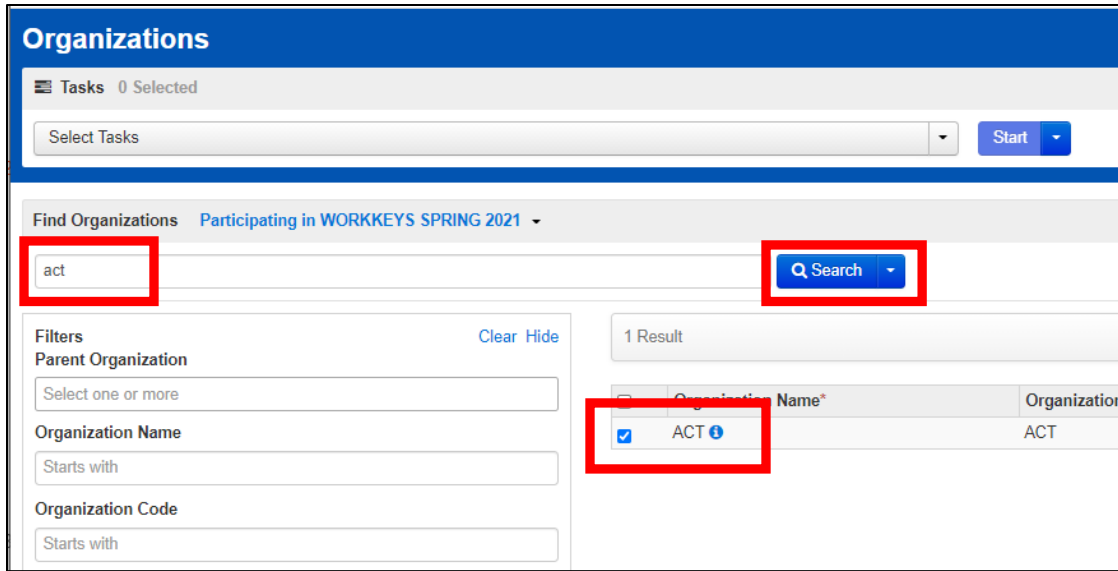 Organizations
Tasks 0 Selected
Select Tasks
Start
Find Organizations Participating in WORKKEYS SPRING 2021
act
Search
Filters
Clear Hide
Parent Organization
Select one or more
Organization Name
Starts with
Organization Code
Starts with
1 Result
Organization Name* Organization
ACT ACT